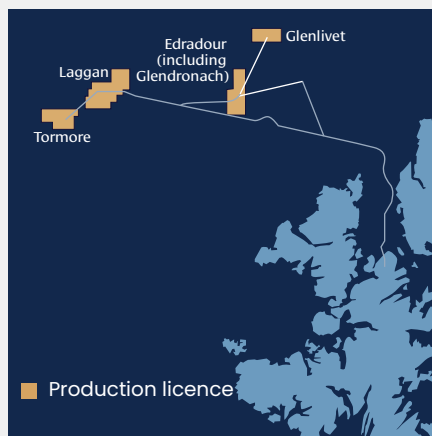 Glenlivet
Edradour
(including
Glendronach)
Laggan
Tormore
Production licence